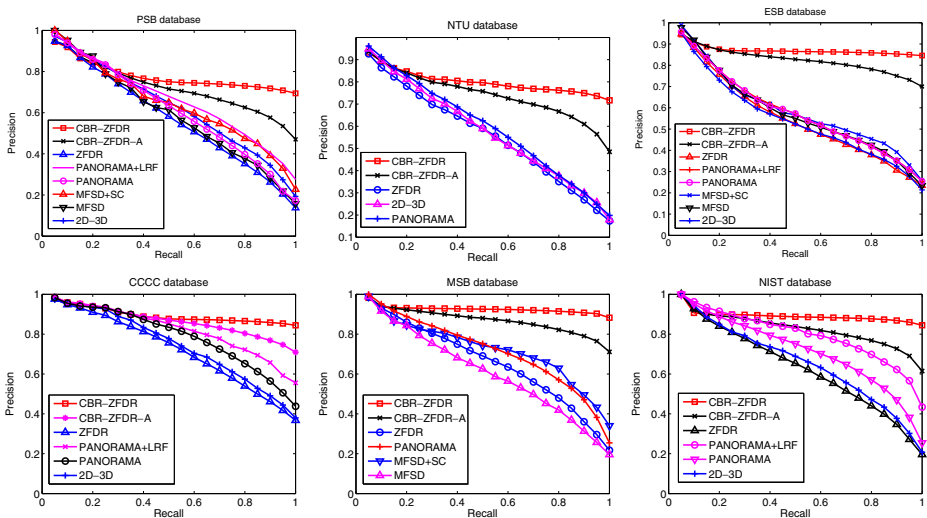 PSB database
Precision
1
0.8
0.6
0.4
0.2
0
0
0.2
0.4
0.6
0.8
1
Recall
CBR−ZFDR
CBR−ZFDR−A
ZFDR
PANORAMA+LRF
PANORAMA
MFSD+SC
MFSD
2D−3D
NTU database
Precision
1
0.9
0.8
0.7
0.6
0.5
0.4
0.3
0.2
0.1
0
0.2
0.4
0.6
0.8
1
Recall
CBR−ZFDR
CBR−ZFDR−A
ZFDR
2D−3D
PANORAMA
ESB database
Precision
1
0.9
0.8
0.7
0.6
0.5
0.4
0.3
0.2
0.1
0
0
0.2
0.4
0.6
0.8
1
Recall
CBR−ZFDR
CBR−ZFDR−A
ZFDR
PANORAMA+LRF
PANORAMA
MFSD+SC
MFSD
2D−3D
CCCC database
Precision
1
0.8
0.6
0.4
0.2
0
0
0.2
0.4
0.6
0.8
1
Recall
CBR−ZFDR
CBR−ZFDR−A
ZFDR
PANORAMA+LRF
PANORAMA
2D−3D
MSB database
Precision
1
0.8
0.6
0.4
0.2
0
0
0.2
0.4
0.6
0.8
1
Recall
CBR−ZFDR
CBR−ZFDR−A
ZFDR
PANORAMA
MFSD+SC
MFSD
NIST database
Precision
1
0.8
0.6
0.4
0.2
0
0
0.2
0.4
0.6
0.8
1
Recall
CBR−ZFDR
CBR−ZFDR−A
ZFDR
PANORAMA+LRF
PANORAMA
2D−3D